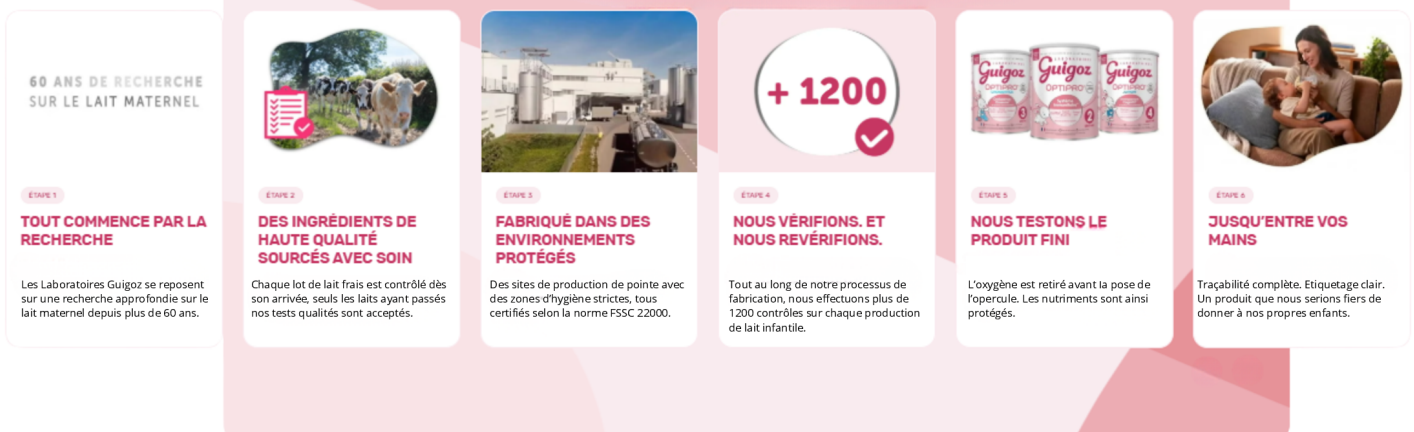 60 ANS DE RECHERCHE
SUR LE LAIT MATERNEL
ÉTAPE 1
TOUT COMMENCE PAR LA
RECHERCHE
Les Laboratoires Guigoz se reposent
sur une recherche approfondie sur le
lait maternel depuis plus de 60 ans.
ÉTAPE 2
DES INGRÉDIENTS DE
HAUTE QUALITÉ
SOURCÉS AVEC SOIN
Chaque lot de lait frais est contrôlé dès
son arrivée, seuls les laits ayant passés
nos tests qualités sont acceptés.
ÉTAPE 3
FABRIQUÉ DANS DES
ENVIRONNEMENTS
PROTÉGÉS
Des sites de production de pointe avec
des zones d'hygiène strictes, tous
certifiés selon la norme FSSC 22000.
+ 1200
ÉTAPE 4
NOUS VÉRIFIONS. ET
NOUS REVÉRIFIONS.
Tout au long de notre processus de
fabrication, nous effectuons plus de
1200 contrôles sur chaque production
de lait infantile.
Guigoz
OPTIPRO
3
Guigoz
OPTIPRO
2
Guigoz
OPTIPRO
4
ÉTAPE 5
NOUS TESTONS LE
PRODUIT FINI
L'oxygène est retiré avant la pose de
l'opercule. Les nutriments sont ainsi
protégés.
ÉTAPE 6
JUSQU'ENTRE VOS
MAINS
Traçabilité complète. Etiquetage clair.
Un produit que nous serions fiers de
donner à nos propres enfants.